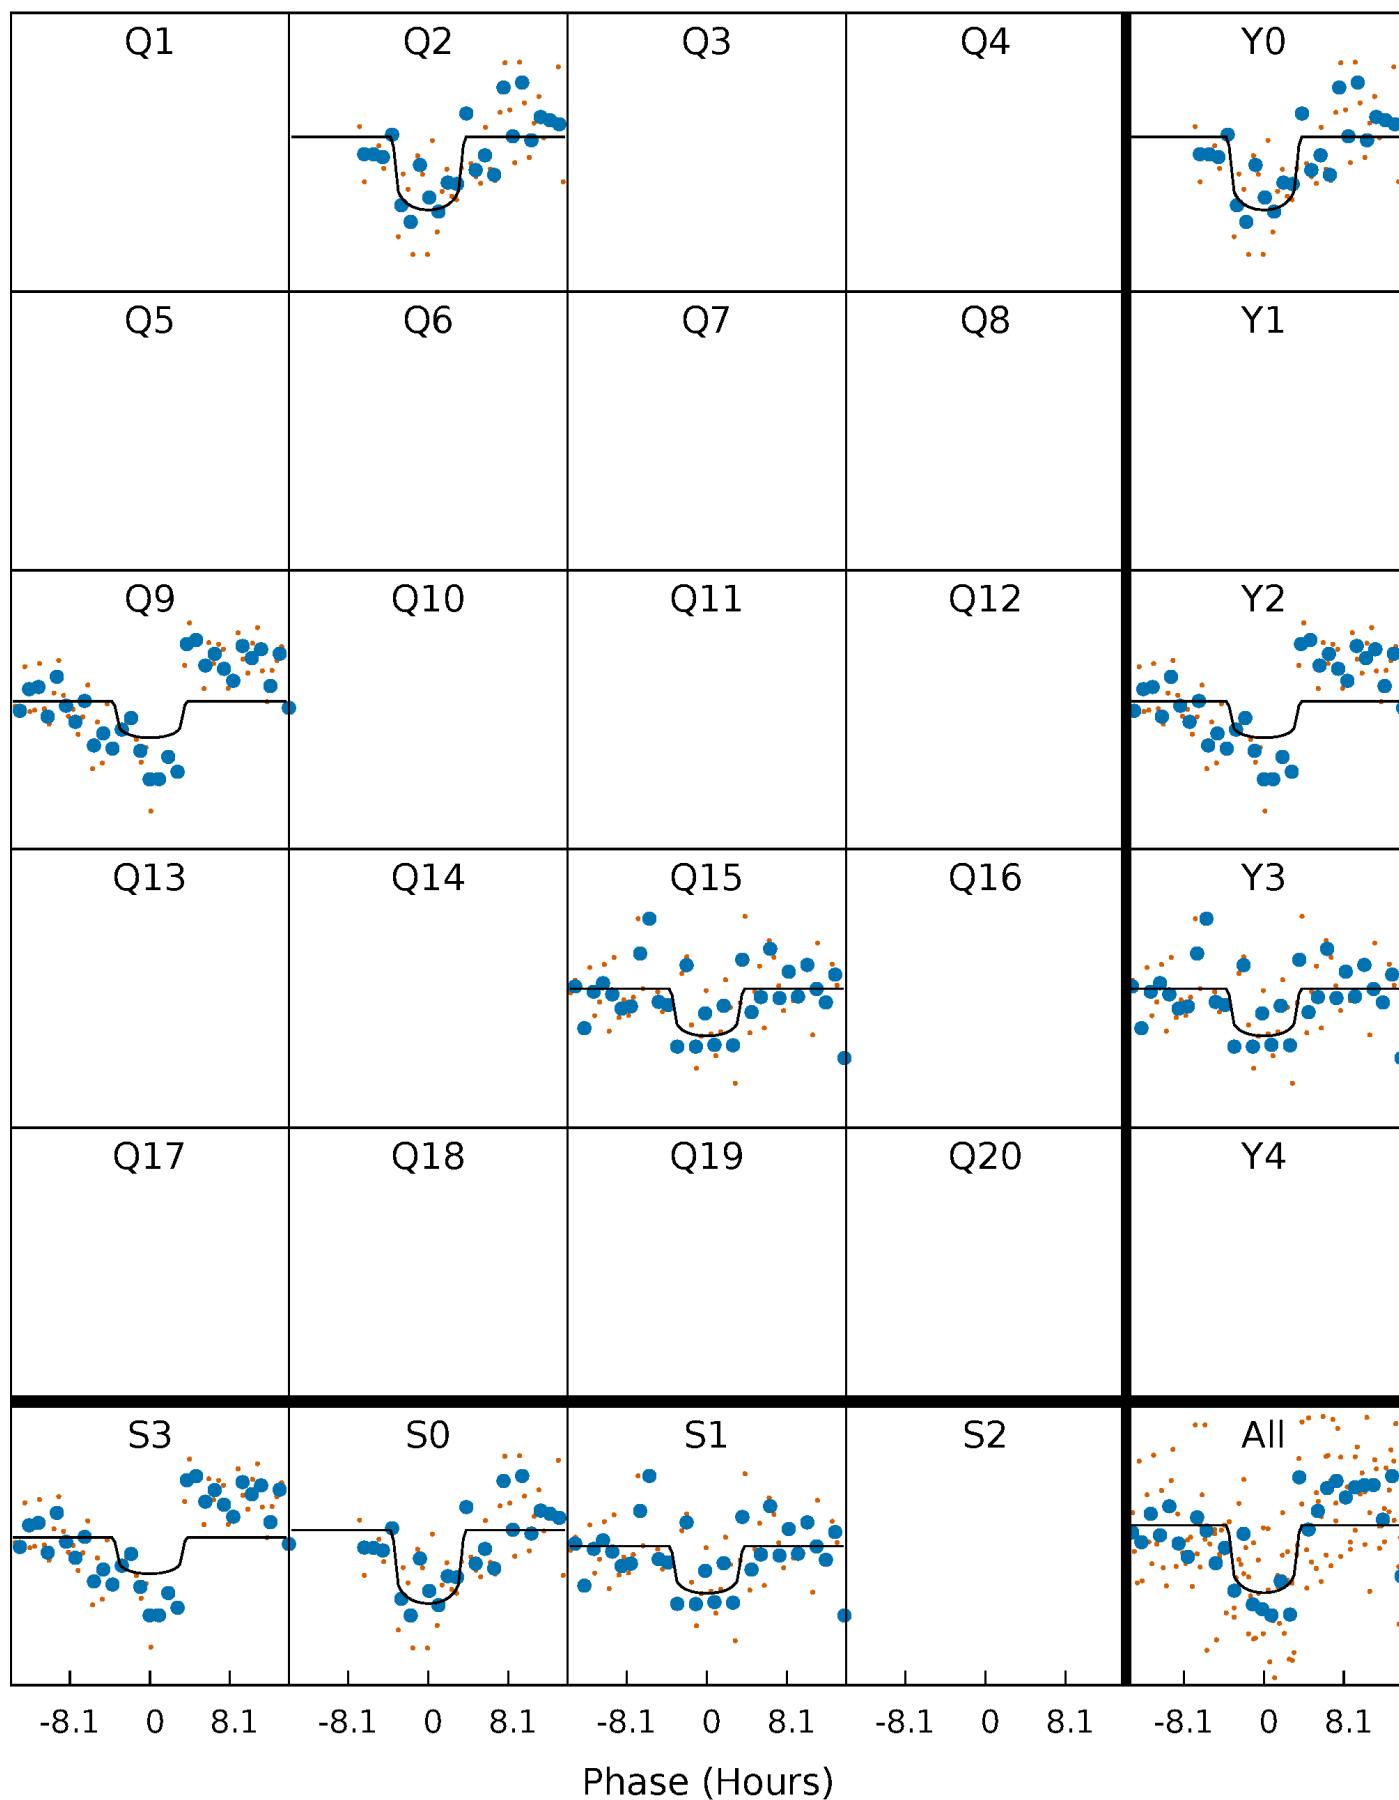 Q1 Q2 Q3 Q4 Y0
Q5 Q6 Q7 Q8 Y1
Q9 Q10 Q11 Q12 Y2
Q13 Q14 Q15 Q16 Y3
Q17 Q18 Q19 Q20 Y4
S3 S0 S1 S2 All
-8.1 0 8.1 -8.1 0 8.1 -8.1 0 8.1 -8.1 0 8.1 -8.1 0 8.1
Phase (Hours)